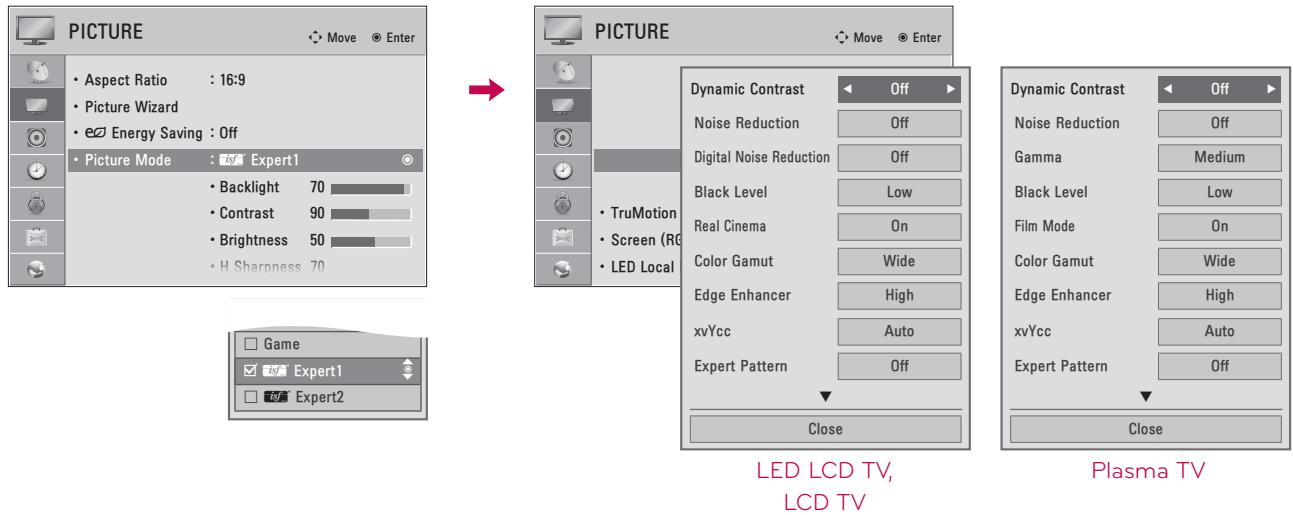 PICTURE
Move Enter
• Aspect Ratio : 16:9
• Picture Wizard
• Energy Saving : Off
• Picture Mode : isf Expert1
• Backlight 70
• Contrast 90
• Brightness 50
• H Sharpness 70
Game
isf Expert1
isf Expert2
PICTURE
Move Enter
• TruMotion
• Screen (RG
• LED Local
Dynamic Contrast ◄ Off ►
Noise Reduction Off
Digital Noise Reduction Off
Black Level Low
Real Cinema On
Color Gamut Wide
Edge Enhancer High
xvYcc Auto
Expert Pattern Off
▼
Close
LED LCD TV,
LCD TV
Dynamic Contrast ◄ Off ►
Noise Reduction Off
Gamma Medium
Black Level Low
Film Mode On
Color Gamut Wide
Edge Enhancer High
xvYcc Auto
Expert Pattern Off
▼
Close
Plasma TV